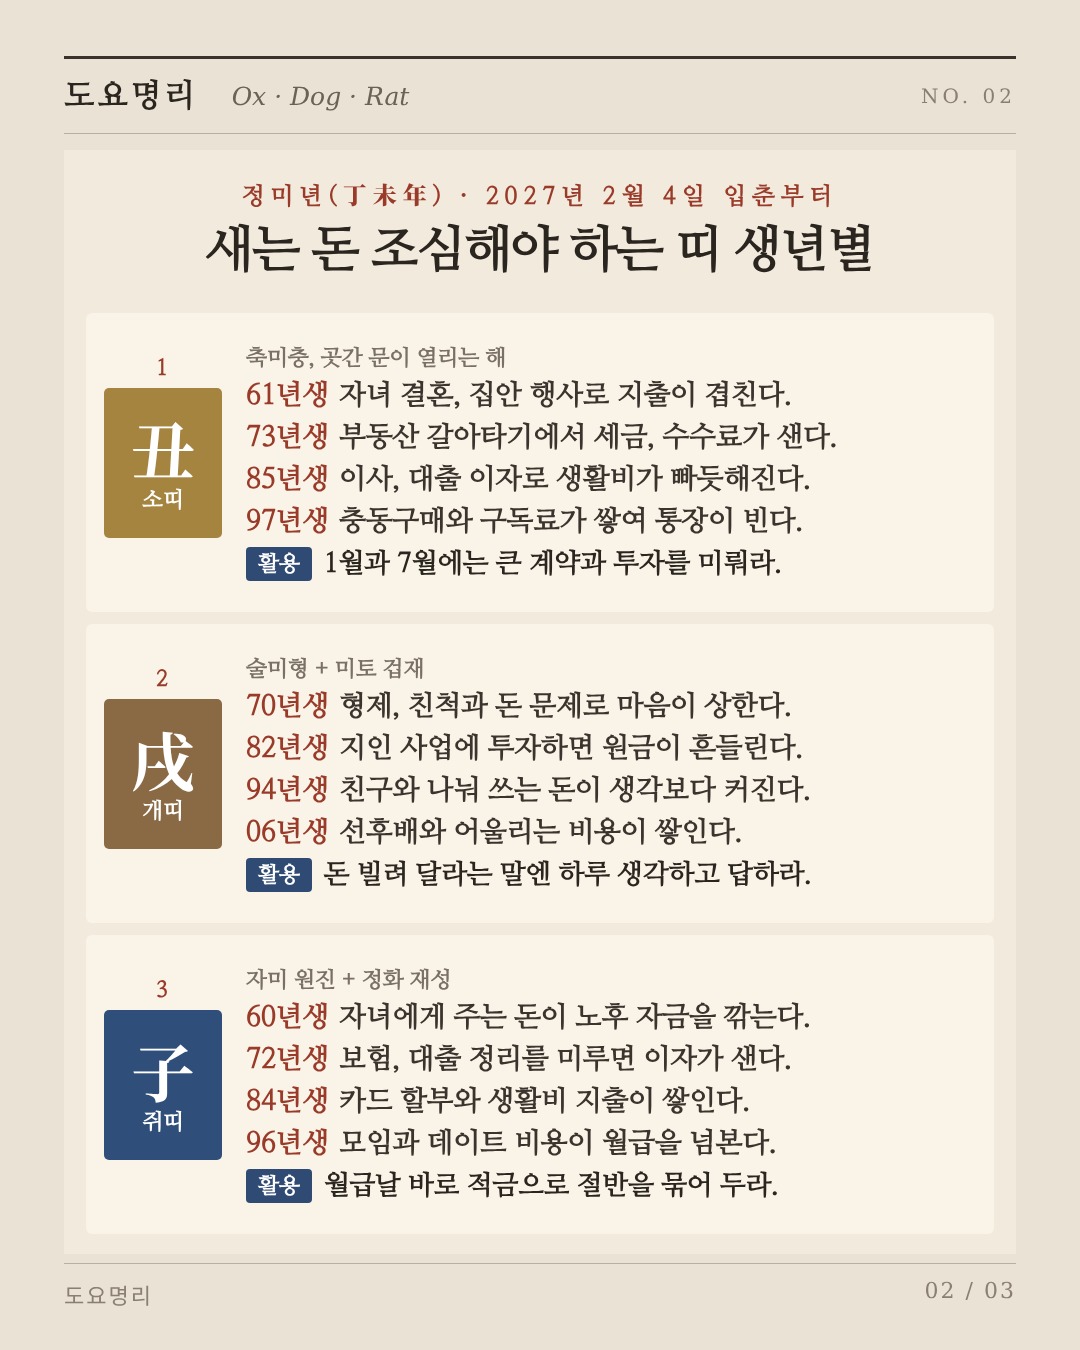 도요명리 Ox · Dog · Rat NO. 02
정미년(丁未年) · 2027년 2월 4일 입춘부터
새는 돈 조심해야 하는 띠 생년별
1
丑
소띠
축미충, 곳간 문이 열리는 해
61년생 자녀 결혼, 집안 행사로 지출이 겹친다.
73년생 부동산 갈아타기에서 세금, 수수료가 샌다.
85년생 이사, 대출 이자로 생활비가 빠듯해진다.
97년생 충동구매와 구독료가 쌓여 통장이 빈다.
활용 1월과 7월에는 큰 계약과 투자를 미뤄라.
2
戌
개띠
술미형 + 미토 겁재
70년생 형제, 친척과 돈 문제로 마음이 상한다.
82년생 지인 사업에 투자하면 원금이 흔들린다.
94년생 친구와 나눠 쓰는 돈이 생각보다 커진다.
06년생 선후배와 어울리는 비용이 쌓인다.
활용 돈 빌려 달라는 말엔 하루 생각하고 답하라.
3
子
쥐띠
자미 원진 + 정화 재성
60년생 자녀에게 주는 돈이 노후 자금을 깎는다.
72년생 보험, 대출 정리를 미루면 이자가 샌다.
84년생 카드 할부와 생활비 지출이 쌓인다.
96년생 모임과 데이트 비용이 월급을 넘본다.
활용 월급날 바로 적금으로 절반을 묶어 두라.
도요명리 02 / 03